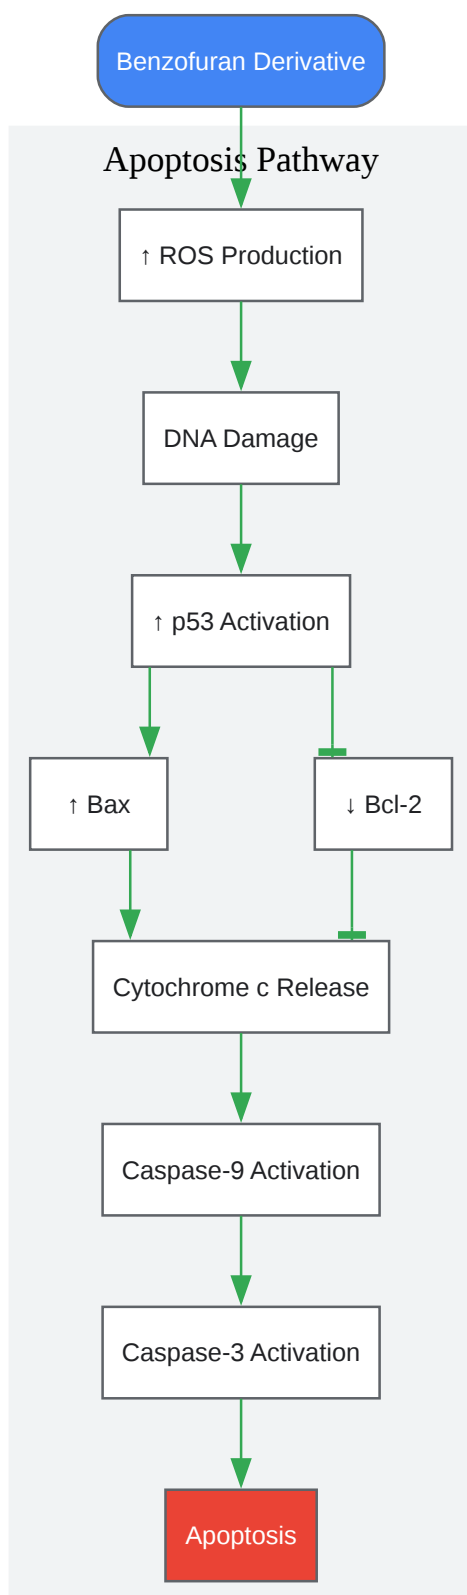 Benzofuran Derivative
Apoptosis Pathway
↑ ROS Production
DNA Damage
↑ p53 Activation
↑ Bax
↓ Bcl-2
Cytochrome c Release
Caspase-9 Activation
Caspase-3 Activation
Apoptosis